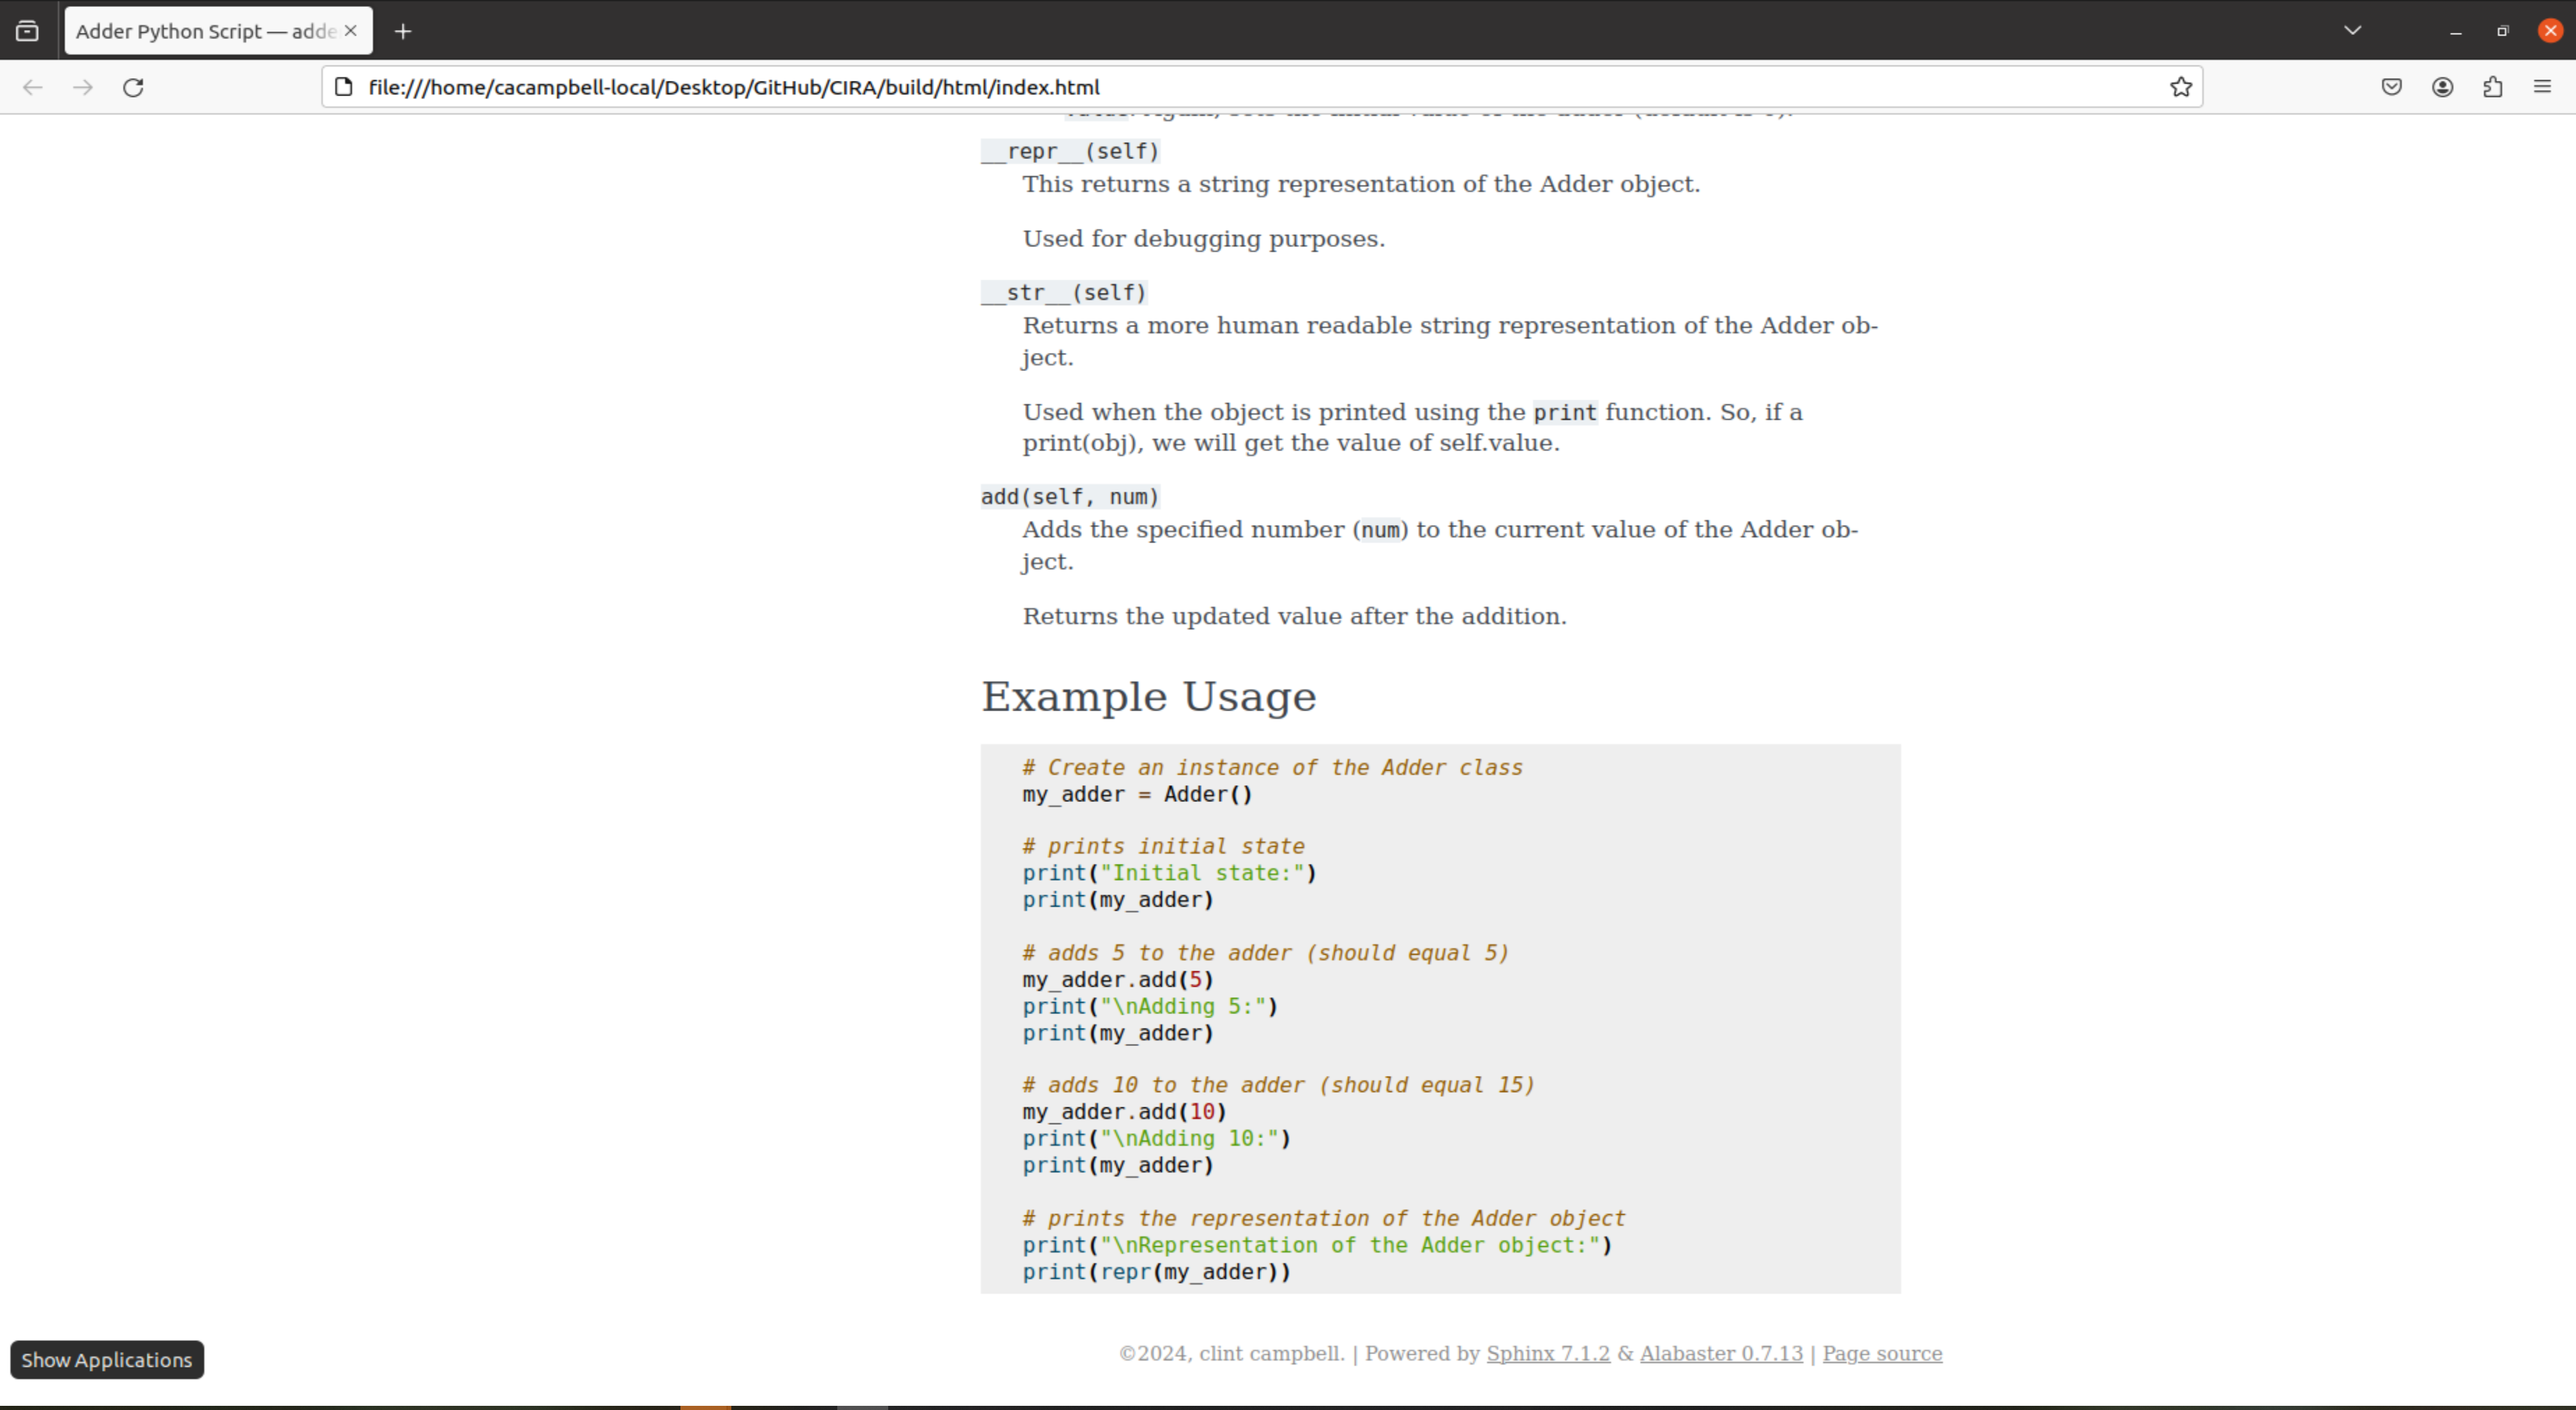 Adder Python Script — adde
file:///home/cacampbell-local/Desktop/GitHub/CIRA/build/html/index.html
__repr__(self)
This returns a string representation of the Adder object.
Used for debugging purposes.
__str__(self)
Returns a more human readable string representation of the Adder ob-
ject.
Used when the object is printed using the print function. So, if a
print(obj), we will get the value of self.value.
add(self, num)
Adds the specified number (num) to the current value of the Adder ob-
ject.
Returns the updated value after the addition.
Example Usage
# Create an instance of the Adder class
my_adder = Adder()
# prints initial state
print("Initial state:")
print(my_adder)
# adds 5 to the adder (should equal 5)
my_adder.add(5)
print("\nAdding 5:")
print(my_adder)
# adds 10 to the adder (should equal 15)
my_adder.add(10)
print("\nAdding 10:")
print(my_adder)
# prints the representation of the Adder object
print("\nRepresentation of the Adder object:")
print(repr(my_adder))
©2024, clint campbell. | Powered by Sphinx 7.1.2 & Alabaster 0.7.13 | Page source
Show Applications